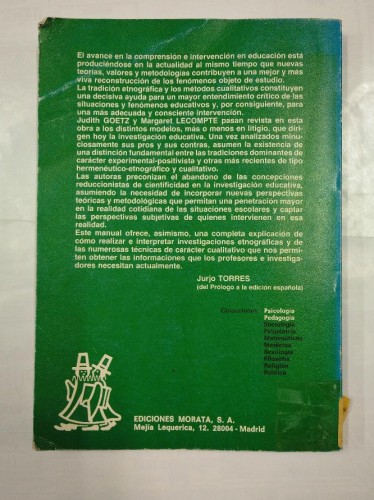 El avance en la comprensión e intervención en educación está
produciéndose en la actualidad al mismo tiempo que nuevas
teorías, valores y metodologías contribuyen a una mejor y más
viva reconstrucción de los fenómenos objeto de estudio.
La tradición etnográfica y los métodos cualitativos constituyen
una decisiva ayuda para un mayor entendimiento crítico de las
situaciones y fenómenos educativos y, por consiguiente, para
una más adecuada y consciente intervención.
Judith GOETZ y Margaret LECOMPTE pasan revista en esta
obra a los distintos modelos, más o menos en litigio, que diri-
gen hoy la investigación educativa. Una vez analizados minu-
ciosamente sus pros y sus contras, asumen la existencia de
una distinción fundamental entre las tradiciones dominantes de
carácter experimental-positivista y otras más recientes de tipo
hermenéutico-etnográfico y cualitativo.
Las autoras preconizan el abandono de las concepciones
reduccionistas de cientificidad en la investigación educativa,
asumiendo la necesidad de incorporar nuevas perspectivas
teóricas y metodológicas que permitan una penetración mayor
en la realidad cotidiana de las situaciones escolares y captar
las perspectivas subjetivas de quienes intervienen en esa
realidad.
Este manual ofrece, asimismo, una completa explicación de
cómo realizar e interpretar investigaciones etnográficas y de
las numerosas técnicas de carácter cualitativo que nos permi-
ten obtener las informaciones que los profesores e investiga-
dores necesitan actualmente.
Jurjo TORRES
(del Prólogo a la edición española)
Colecciones: Psicología
Pedagogía
Sociología
Psiquiatría
Matemáticas
Medicina
Sexología
Filosofía
Religión
Política
EDICIONES MORATA, S. A.
Mejía Lequerica, 12. 28004 - Madrid